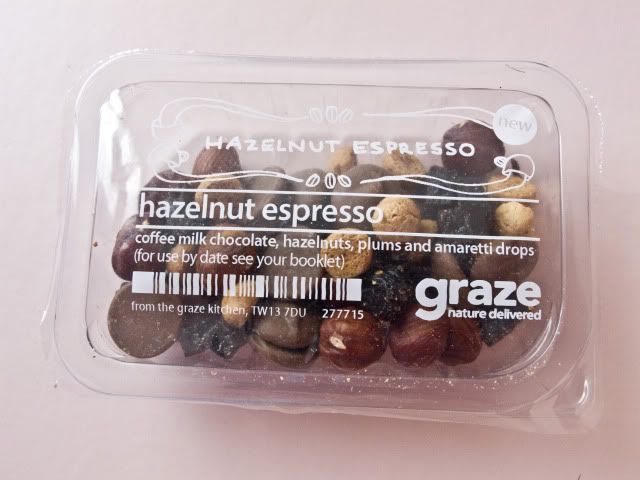 new
HAZELNUT ESPRESSO
hazelnut espresso
coffee milk chocolate, hazelnuts, plums and amaretti drops
(for use by date see your booklet)
graze
nature delivered
from the graze kitchen, TW13 7DU 277715